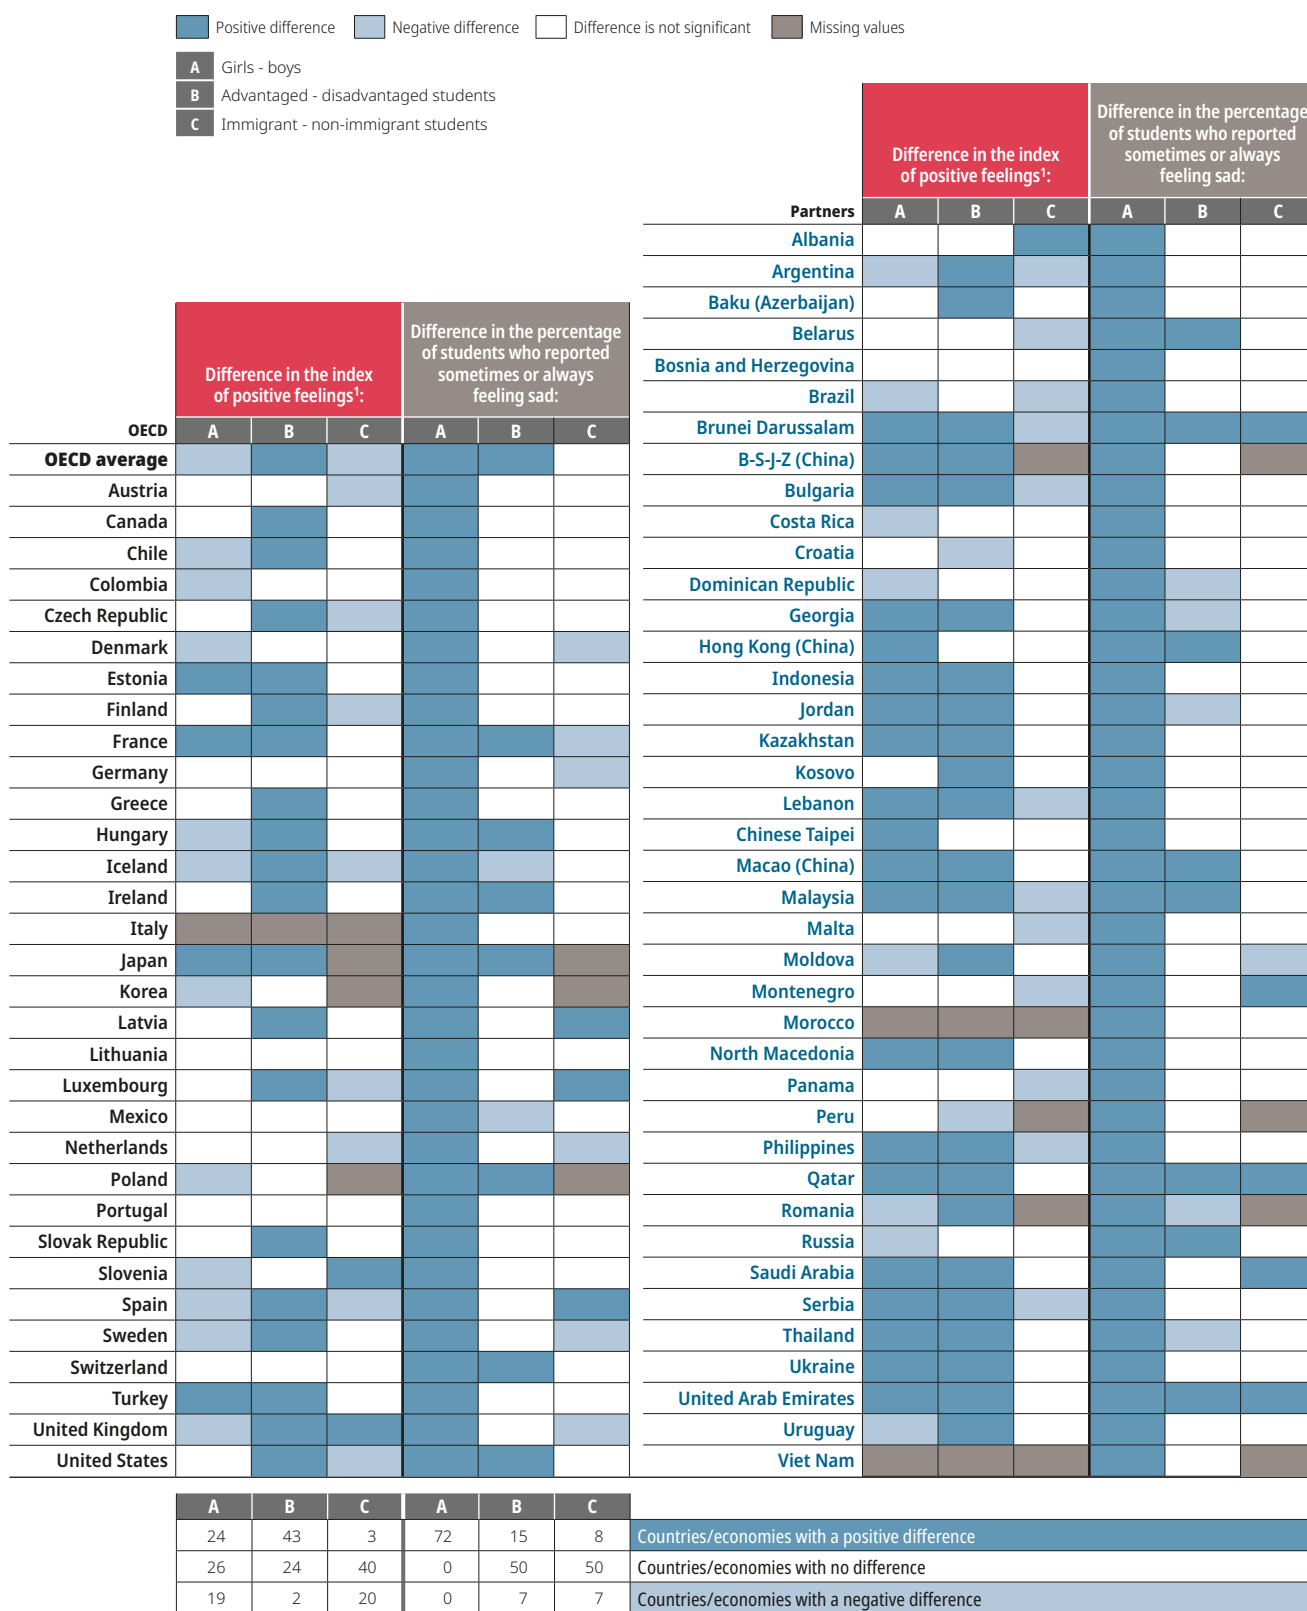 Positive difference Negative difference Difference is not significant Missing values
A Girls - boys
B Advantaged - disadvantaged students
C Immigrant - non-immigrant students
Difference in the index
of positive feelings¹:
Difference in the percentage
of students who reported
sometimes or always
feeling sad:
OECD A B C A B C
OECD average
Austria
Canada
Chile
Colombia
Czech Republic
Denmark
Estonia
Finland
France
Germany
Greece
Hungary
Iceland
Ireland
Italy
Japan
Korea
Latvia
Lithuania
Luxembourg
Mexico
Netherlands
Poland
Portugal
Slovak Republic
Slovenia
Spain
Sweden
Switzerland
Turkey
United Kingdom
United States
Difference in the index
of positive feelings¹:
Difference in the percentage
of students who reported
sometimes or always
feeling sad:
Partners A B C A B C
Albania
Argentina
Baku (Azerbaijan)
Belarus
Bosnia and Herzegovina
Brazil
Brunei Darussalam
B-S-J-Z (China)
Bulgaria
Costa Rica
Croatia
Dominican Republic
Georgia
Hong Kong (China)
Indonesia
Jordan
Kazakhstan
Kosovo
Lebanon
Chinese Taipei
Macao (China)
Malaysia
Malta
Moldova
Montenegro
Morocco
North Macedonia
Panama
Peru
Philippines
Qatar
Romania
Russia
Saudi Arabia
Serbia
Thailand
Ukraine
United Arab Emirates
Uruguay
Viet Nam
A B C A B C
24 43 3 72 15 8 Countries/economies with a positive difference
26 24 40 0 50 50 Countries/economies with no difference
19 2 20 0 7 7 Countries/economies with a negative difference